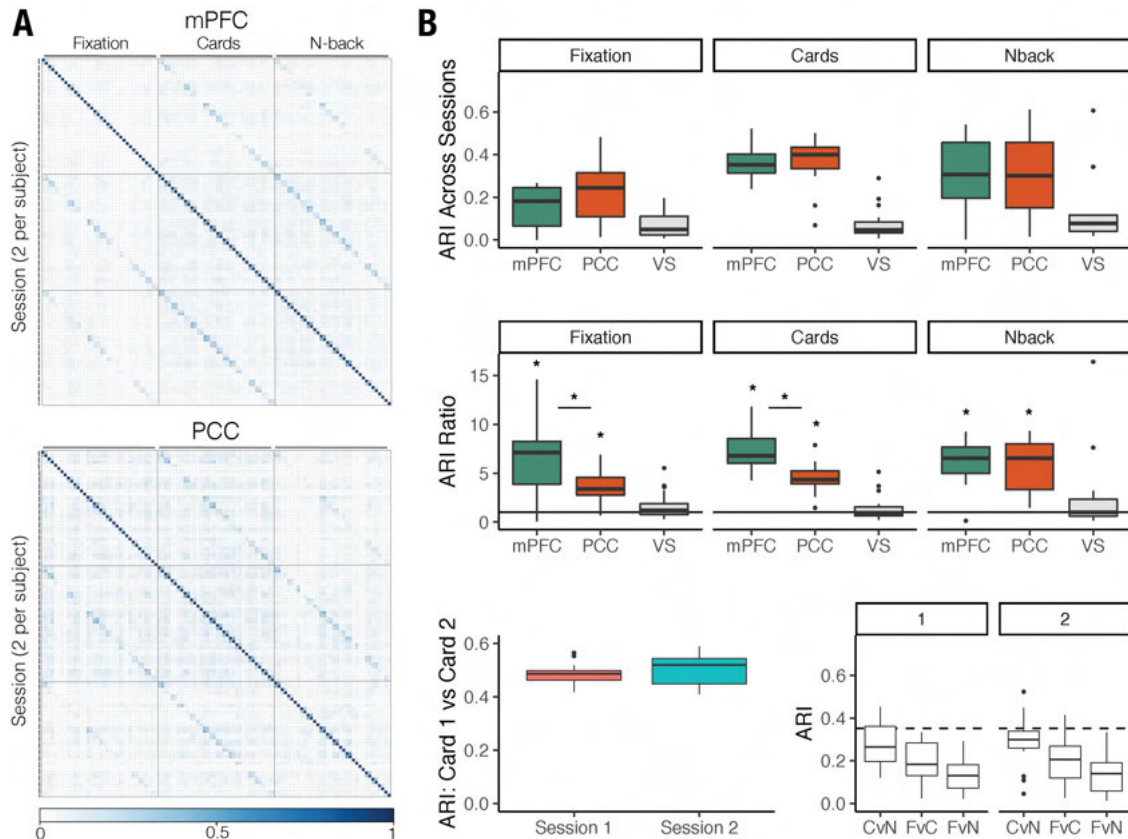 A
mPFC
Fixation Cards N-back
Session (2 per subject)
PCC
Session (2 per subject)
0 0.5 1
B
Fixation Cards Nback
ARI Across Sessions
0.6
0.4
0.2
0.0
mPFC PCC VS mPFC PCC VS mPFC PCC VS
Fixation Cards Nback
ARI Ratio
15
10
5
0
* * * * * * * *
mPFC PCC VS mPFC PCC VS mPFC PCC VS
ARI: Card 1 vs Card 2
0.6
0.4
0.2
0.0
Session 1 Session 2
1 2
ARI
0.6
0.4
0.2
0.0
CvN FvC FvN CvN FvC FvN